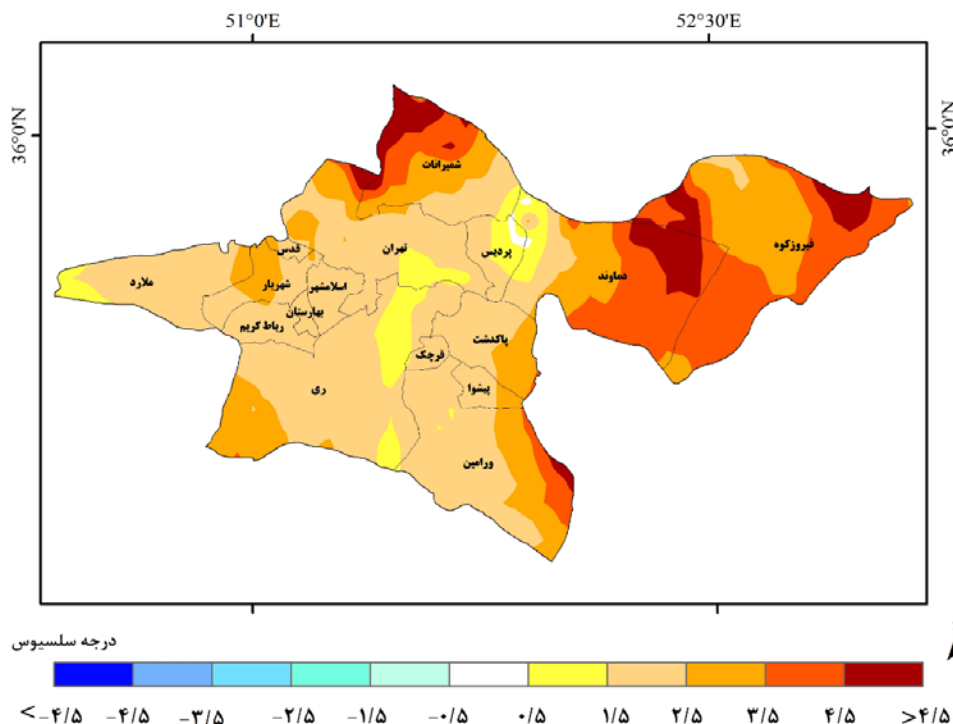 51°0'E 52°30'E
36°0'N 36°0'N
شمیرانات
فیروزکوه
تهران
پردیس
قدس
دماوند
ملارد
شهریار
اسلامشهر
بهارستان
رباط کریم
پاکدشت
قرچک
پیشوا
ری
ورامین
درجه سلسیوس
<-۴/۵ -۴/۵ -۳/۵ -۲/۵ -۱/۵ -۰/۵ ۰/۵ ۱/۵ ۲/۵ ۳/۵ ۴/۵ >۴/۵